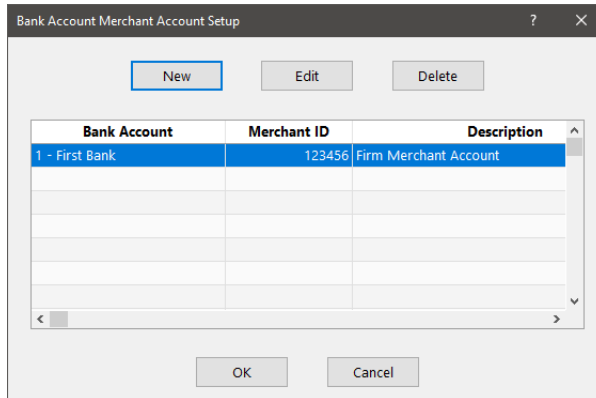 Bank Account Merchant Account Setup ? ×
New Edit Delete
Bank Account Merchant ID Description
1 - First Bank 123456 Firm Merchant Account
OK Cancel